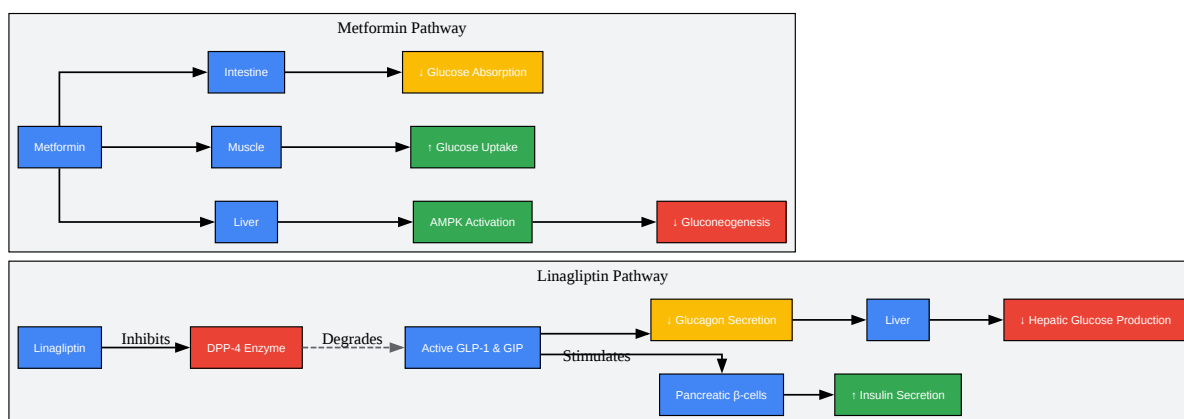 Metformin Pathway
Intestine
↓ Glucose Absorption
Metformin
Muscle
↑ Glucose Uptake
Liver
AMPK Activation
↓ Gluconeogenesis
Linagliptin Pathway
Linagliptin
Inhibits
DPP-4 Enzyme
Degrades
Active GLP-1 & GIP
↓ Glucagon Secretion
Liver
↓ Hepatic Glucose Production
Stimulates
Pancreatic β-cells
↑ Insulin Secretion